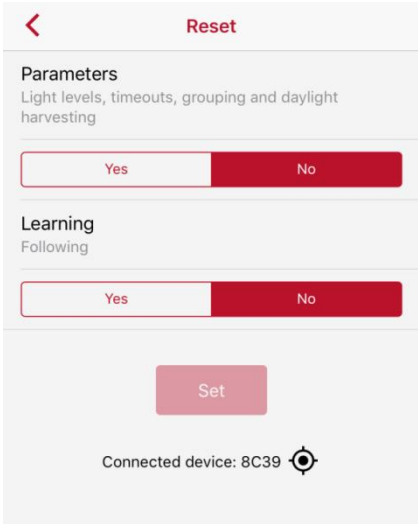 Reset
Parameters
Light levels, timeouts, grouping and daylight
harvesting
Yes No
Learning
Following
Yes No
Set
Connected device: 8C39